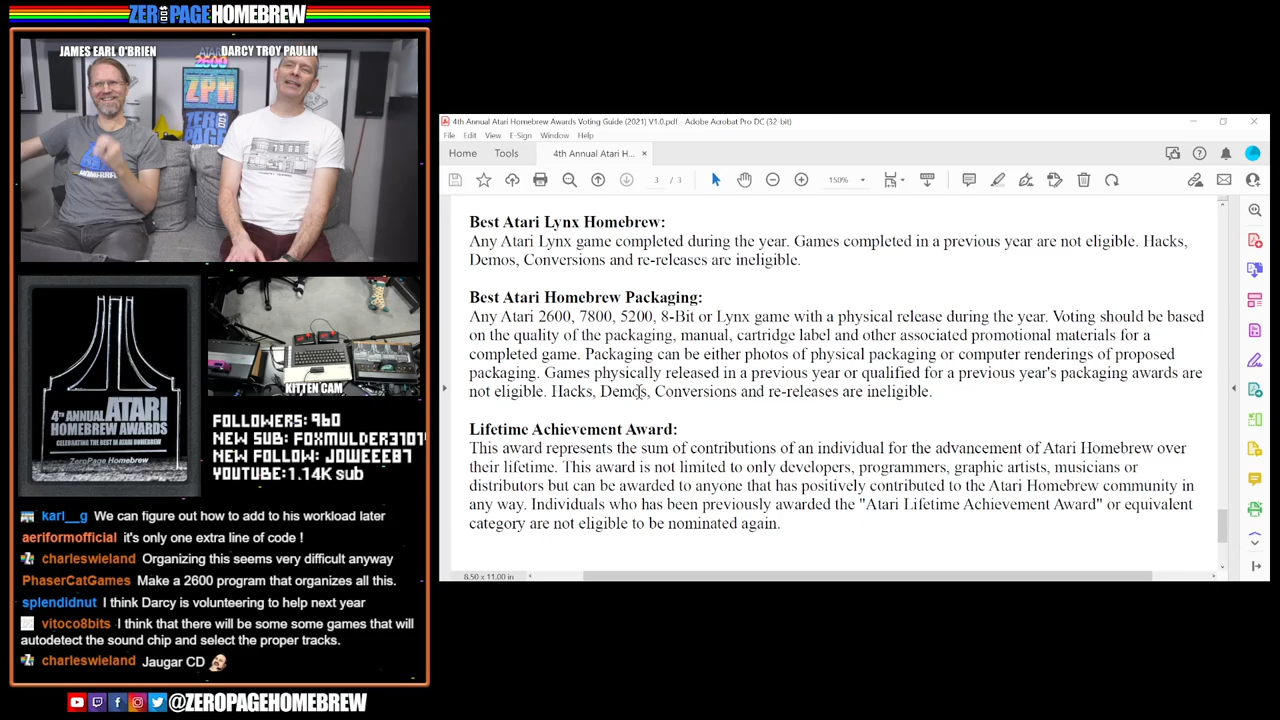 ZEROPAGE HOMEBREW
JAMES EARL O'BRIEN
DARCY TROY PAULIN
ATARI
2600
ZPH
4TH ANNUAL ATARI
HOMEBREW AWARDS
CELEBRATING THE BEST IN ATARI HOMEBREW
ZeroPage Homebrew
KITTEN CAM
FOLLOWERS: 960
NEW SUB: FOXMULDER3101
NEW FOLLOW: JOWEEE87
YOUTUBE: 1.14K sub
karl__g We can figure out how to add to his workload later
aeriformofficial it's only one extra line of code !
charleswieland Organizing this seems very difficult anyway
PhaserCatGames Make a 2600 program that organizes all this.
splendidnut I think Darcy is volunteering to help next year
vitoco8bits I think that there will be some some games that will
autodetect the sound chip and select the proper tracks.
charleswieland Jaugar CD
@ZEROPAGEHOMEBREW
4th Annual Atari Homebrew Awards Voting Guide (2021) V1.0.pdf - Adobe Acrobat Pro DC (32-bit)
File Edit View E-Sign Window Help
Home Tools 4th Annual Atari H... ×
3 / 3 150%
Best Atari Lynx Homebrew:
Any Atari Lynx game completed during the year. Games completed in a previous year are not eligible. Hacks,
Demos, Conversions and re-releases are ineligible.
Best Atari Homebrew Packaging:
Any Atari 2600, 7800, 5200, 8-Bit or Lynx game with a physical release during the year. Voting should be based
on the quality of the packaging, manual, cartridge label and other associated promotional materials for a
completed game. Packaging can be either photos of physical packaging or computer renderings of proposed
packaging. Games physically released in a previous year or qualified for a previous year's packaging awards are
not eligible. Hacks, Demos, Conversions and re-releases are ineligible.
Lifetime Achievement Award:
This award represents the sum of contributions of an individual for the advancement of Atari Homebrew over
their lifetime. This award is not limited to only developers, programmers, graphic artists, musicians or
distributors but can be awarded to anyone that has positively contributed to the Atari Homebrew community in
any way. Individuals who has been previously awarded the "Atari Lifetime Achievement Award" or equivalent
category are not eligible to be nominated again.
8.50 x 11.00 in